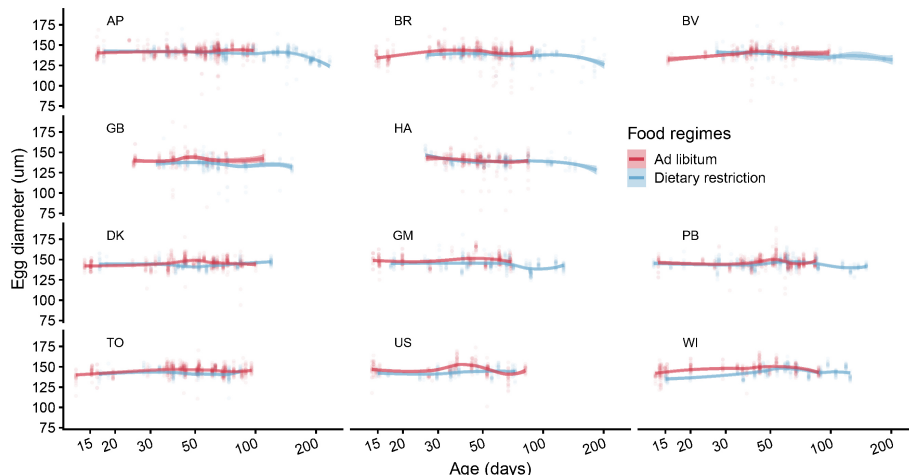 AP
BR
BV
175
150
125
100
75
GB
HA
175
150
125
100
75
Food regimes
Ad libitum
Dietary restriction
DK
GM
PB
175
150
125
100
75
TO
US
WI
175
150
125
100
75
Egg diameter (um)
15 20 30 50 100 200
15 20 30 50 100 200
15 20 30 50 100 200
Age (days)